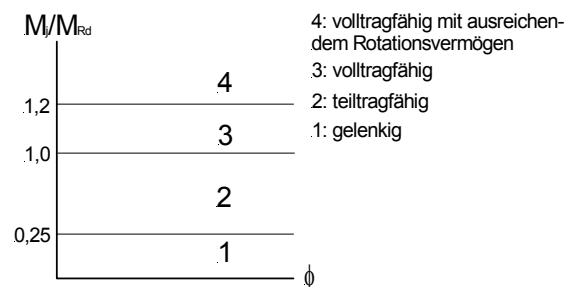 Mj/MRd
4
1,2
3
1,0
2
0,25
1
ϕ
4: volltragfähig mit ausreichen-
dem Rotationsvermögen
3: volltragfähig
2: teiltragfähig
1: gelenkig